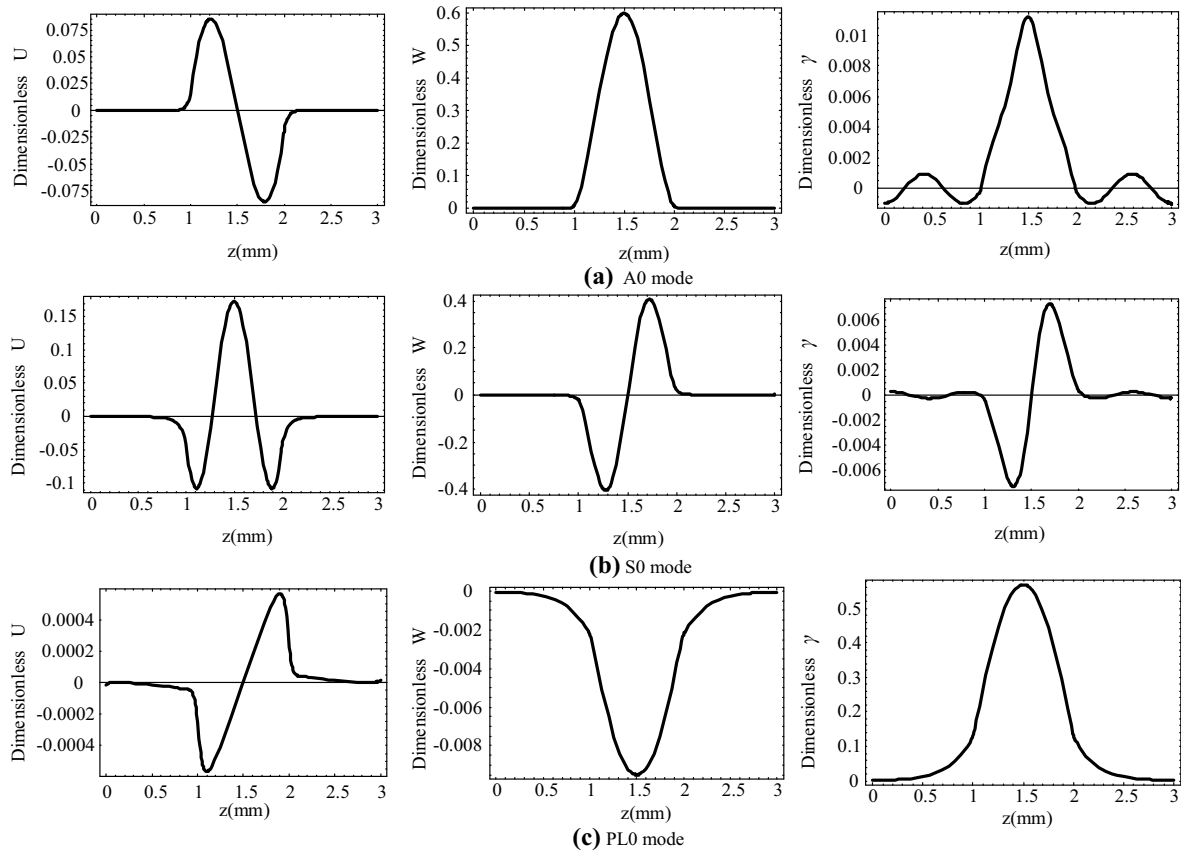 Dimensionless U
0.075
0.05
0.025
0
-0.025
-0.05
-0.075
0 0.5 1 1.5 2 2.5 3
z(mm)
Dimensionless W
0.6
0.5
0.4
0.3
0.2
0.1
0
0 0.5 1 1.5 2 2.5 3
z(mm)
Dimensionless γ
0.01
0.008
0.006
0.004
0.002
0
0 0.5 1 1.5 2 2.5 3
z(mm)
(a) A0 mode
Dimensionless U
0.15
0.1
0.05
0
-0.05
-0.1
0 0.5 1 1.5 2 2.5 3
z(mm)
Dimensionless W
0.4
0.2
0
-0.2
-0.4
0 0.5 1 1.5 2 2.5 3
z(mm)
Dimensionless γ
0.006
0.004
0.002
0
-0.002
-0.004
-0.006
0 0.5 1 1.5 2 2.5 3
z(mm)
(b) S0 mode
Dimensionless U
0.0004
0.0002
0
-0.0002
-0.0004
0 0.5 1 1.5 2 2.5 3
z(mm)
Dimensionless W
0
-0.002
-0.004
-0.006
-0.008
0 0.5 1 1.5 2 2.5 3
z(mm)
Dimensionless γ
0.5
0.4
0.3
0.2
0.1
0
0 0.5 1 1.5 2 2.5 3
z(mm)
(c) PL0 mode